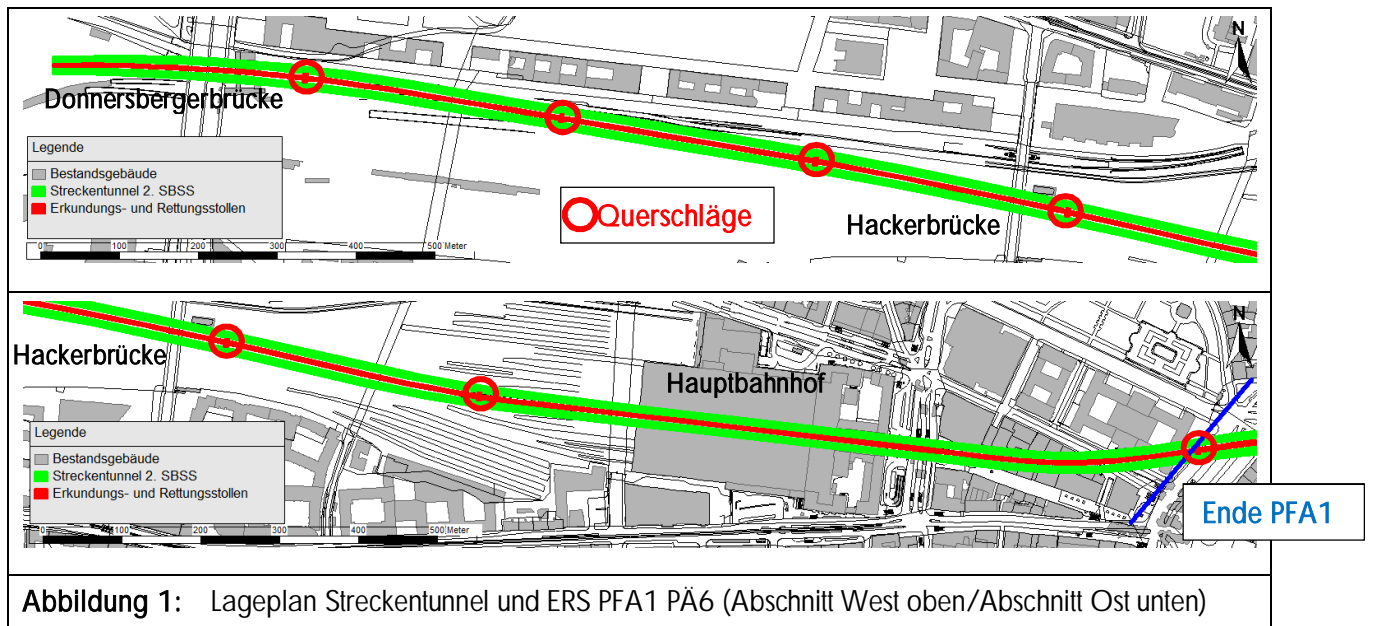 N
Donnersbergerbrücke
Legende
Bestandsgebäude
Streckentunnel 2. SBSS
Erkundungs- und Rettungsstollen
Querschläge
Hackerbrücke
0 100 200 300 400 500 Meter
N
Hackerbrücke
Hauptbahnhof
Legende
Bestandsgebäude
Streckentunnel 2. SBSS
Erkundungs- und Rettungsstollen
Ende PFA1
0 100 200 300 400 500 Meter
Abbildung 1: Lageplan Streckentunnel und ERS PFA1 PÄ6 (Abschnitt West oben/Abschnitt Ost unten)